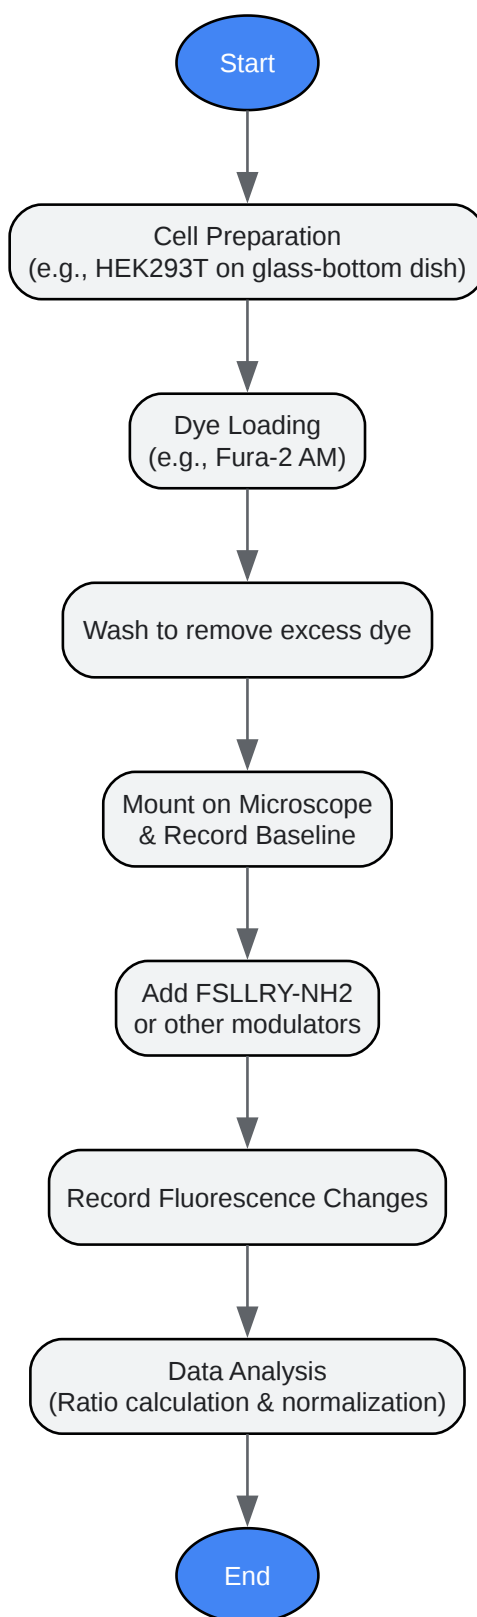 Start
Cell Preparation
(e.g., HEK293T on glass-bottom dish)
Dye Loading
(e.g., Fura-2 AM)
Wash to remove excess dye
Mount on Microscope
& Record Baseline
Add FSLLRY-NH2
or other modulators
Record Fluorescence Changes
Data Analysis
(Ratio calculation & normalization)
End